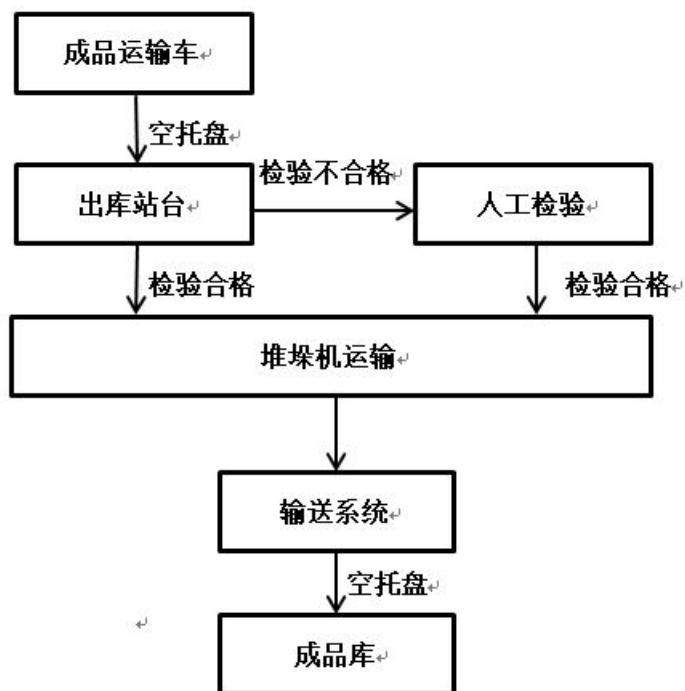 成品运输车
空托盘
检验不合格
出库站台
人工检验
检验合格
检验合格
堆垛机运输
输送系统
空托盘
成品库